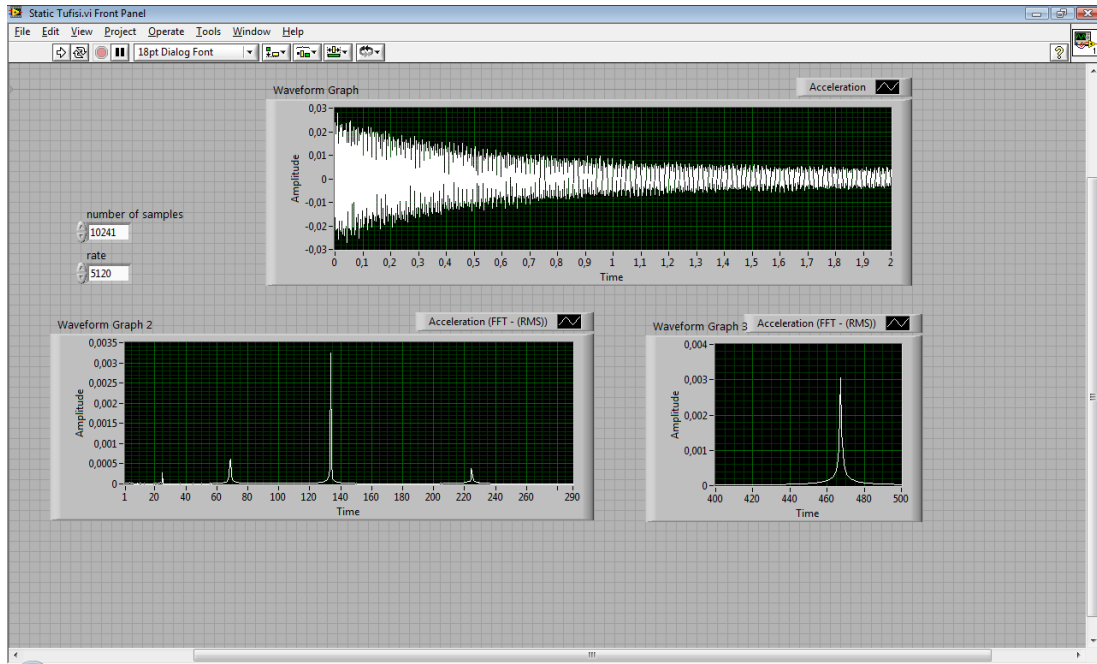 Static Tufisi.vi Front Panel
File Edit View Project Operate Tools Window Help
18pt Dialog Font
?
1
Waveform Graph
Acceleration
0,03
0,02
0,01
0
-0,01
-0,02
-0,03
Amplitude
0 0,1 0,2 0,3 0,4 0,5 0,6 0,7 0,8 0,9 1 1,1 1,2 1,3 1,4 1,5 1,6 1,7 1,8 1,9 2
Time
number of samples
10241
rate
5120
Waveform Graph 2
Acceleration (FFT - (RMS))
0,0035
0,003
0,0025
0,002
0,0015
0,001
0,0005
0
Amplitude
1 20 40 60 80 100 120 140 160 180 200 220 240 260 290
Time
Waveform Graph 3
Acceleration (FFT - (RMS))
0,004
0,003
0,002
0,001
0
Amplitude
400 420 440 460 480 500
Time